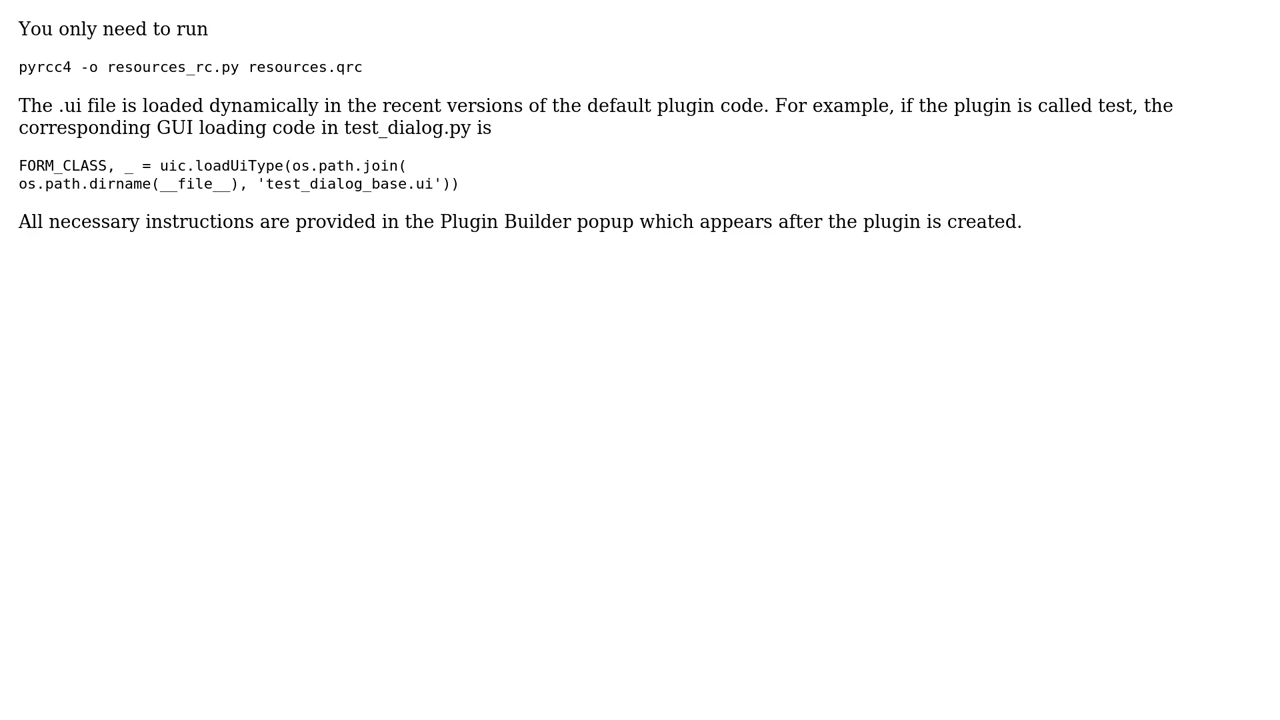 You only need to run
pyrcc4 -o resources_rc.py resources.qrc
The .ui file is loaded dynamically in the recent versions of the default plugin code. For example, if the plugin is called test, the
corresponding GUI loading code in test_dialog.py is
FORM_CLASS, _ = uic.loadUiType(os.path.join(
os.path.dirname(__file__), 'test_dialog_base.ui'))
All necessary instructions are provided in the Plugin Builder popup which appears after the plugin is created.